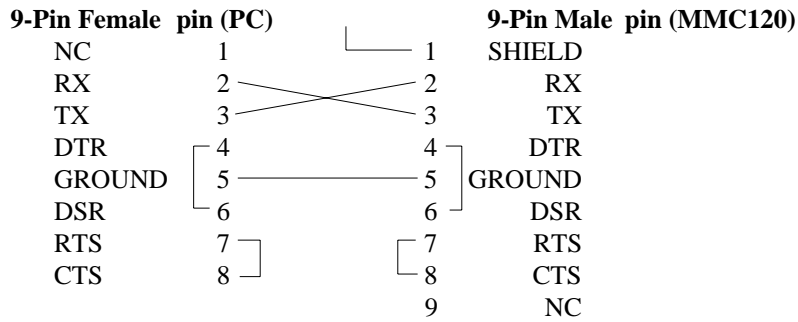 9-Pin Female pin (PC) 9-Pin Male pin (MMC120)
NC 1 1 SHIELD
RX 2 2 RX
TX 3 3 TX
DTR 4 4 DTR
GROUND 5 5 GROUND
DSR 6 6 DSR
RTS 7 7 RTS
CTS 8 8 CTS
9 NC